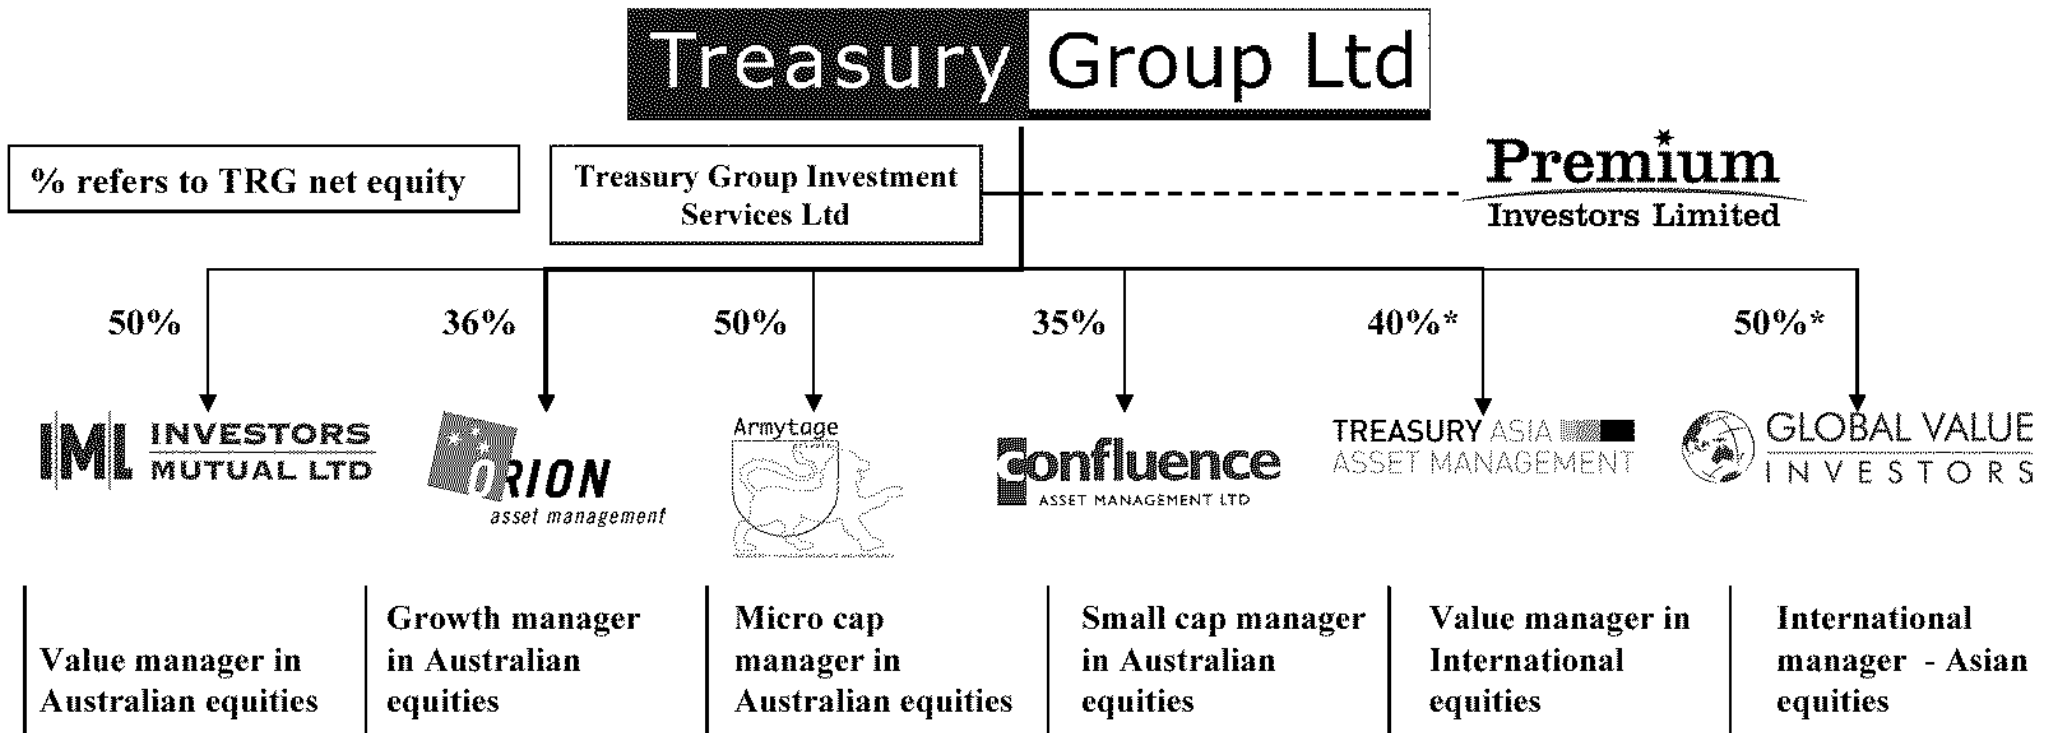 Treasury Group Ltd
% refers to TRG net equity
Treasury Group Investment
Services Ltd
Premium
Investors Limited
50%
36%
50%
35%
40%*
50%*
IML INVESTORS
MUTUAL LTD
ORION
asset management
Armytage
Confluence
ASSET MANAGEMENT LTD
TREASURY ASIA
ASSET MANAGEMENT
GLOBAL VALUE
INVESTORS
Value manager in
Australian equities
Growth manager
in Australian
equities
Micro cap
manager in
Australian equities
Small cap manager
in Australian
equities
Value manager in
International
equities
International
manager - Asian
equities